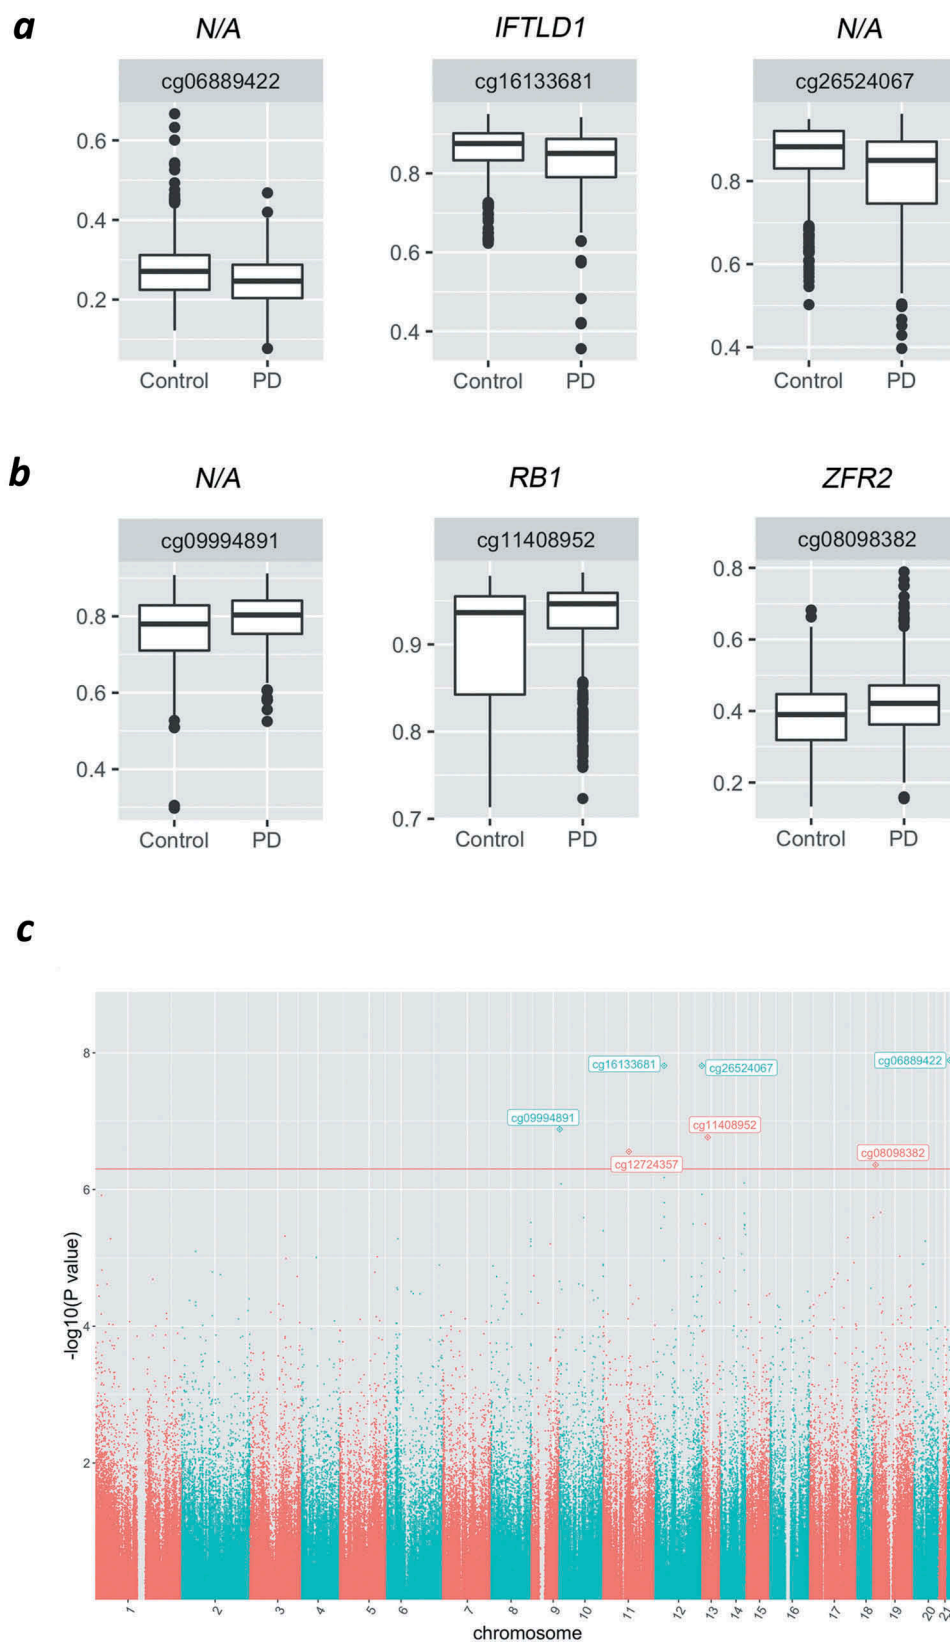 a
N/A IFTLD1 N/A
cg06889422 cg16133681 cg26524067
0.6
0.4
0.2
0.8
0.6
0.4
0.8
0.6
0.4
Control PD Control PD Control PD
b
N/A RB1 ZFR2
cg09994891 cg11408952 cg08098382
0.8
0.6
0.4
0.9
0.8
0.7
0.8
0.6
0.4
0.2
Control PD Control PD Control PD
c
8
6
4
2
-log10(P value)
cg16133681
cg26524067
cg06889422
cg09994891
cg11408952
cg12724357
cg08098382
1 2 3 4 5 6 7 8 9 10 11 12 13 14 15 16 17 18 19 20 21
chromosome